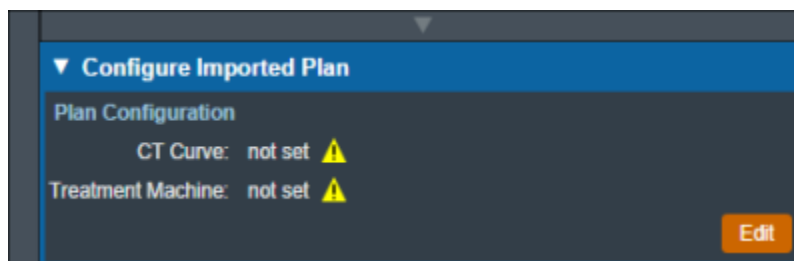 Configure Imported Plan
Plan Configuration
CT Curve: not set
Treatment Machine: not set
Edit